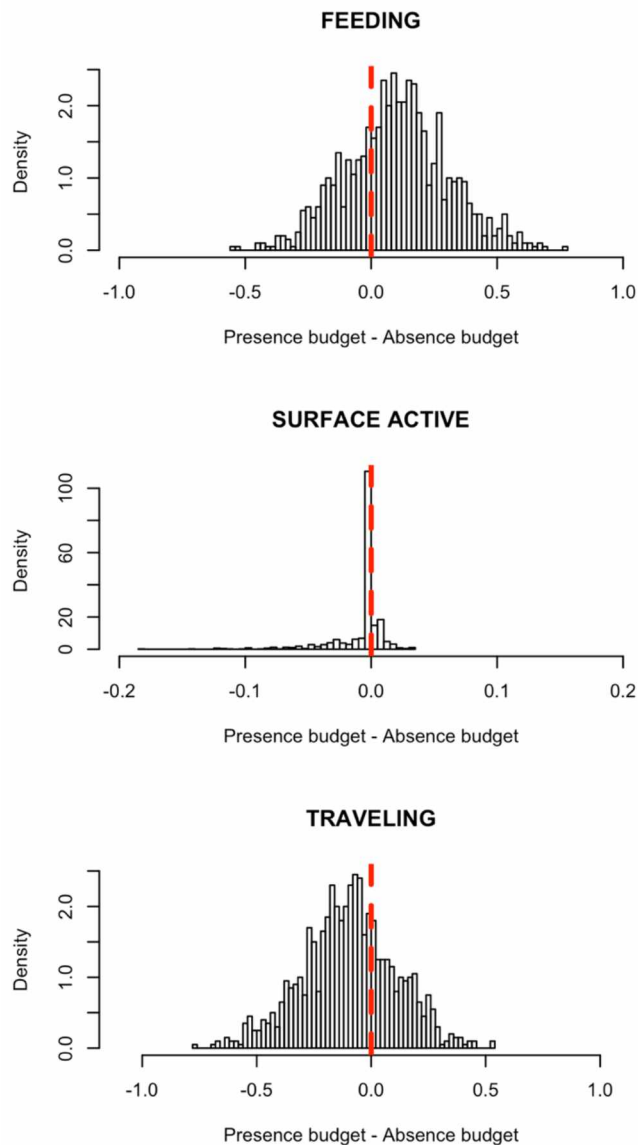 FEEDING
Density
2.0
1.0
0.0
-1.0 -0.5 0.0 0.5 1.0
Presence budget - Absence budget
SURFACE ACTIVE
Density
100
60
20
0
-0.2 -0.1 0.0 0.1 0.2
Presence budget - Absence budget
TRAVELING
Density
2.0
1.0
0.0
-1.0 -0.5 0.0 0.5 1.0
Presence budget - Absence budget